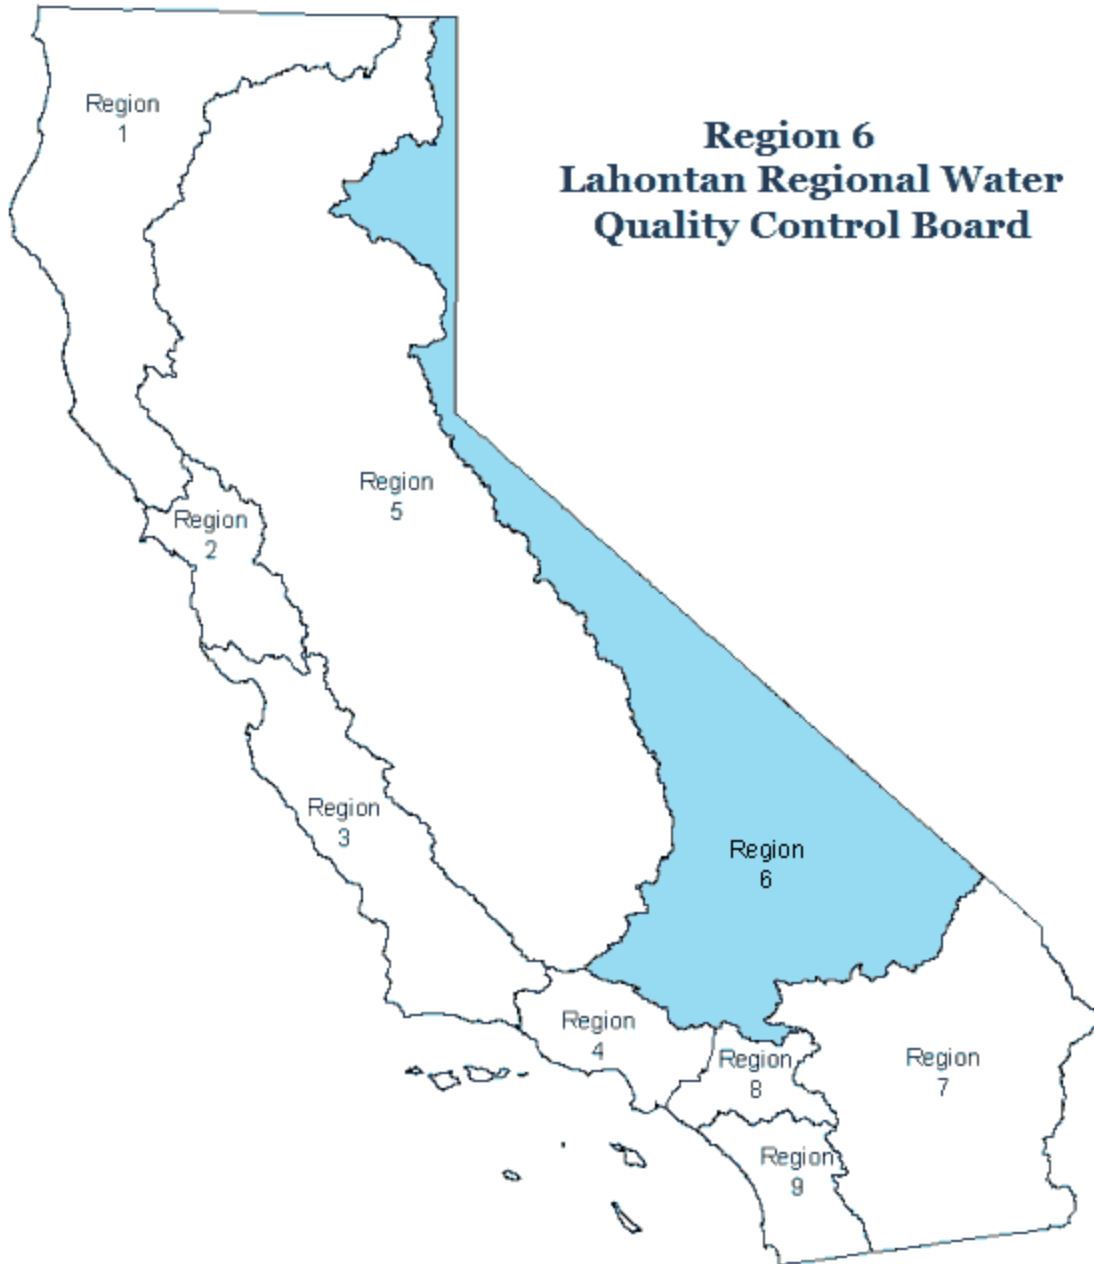 Region
1
Region 6
Lahontan Regional Water
Quality Control Board
Region
5
Region
2
Region
3
Region
6
Region
4
Region
8
Region
7
Region
9